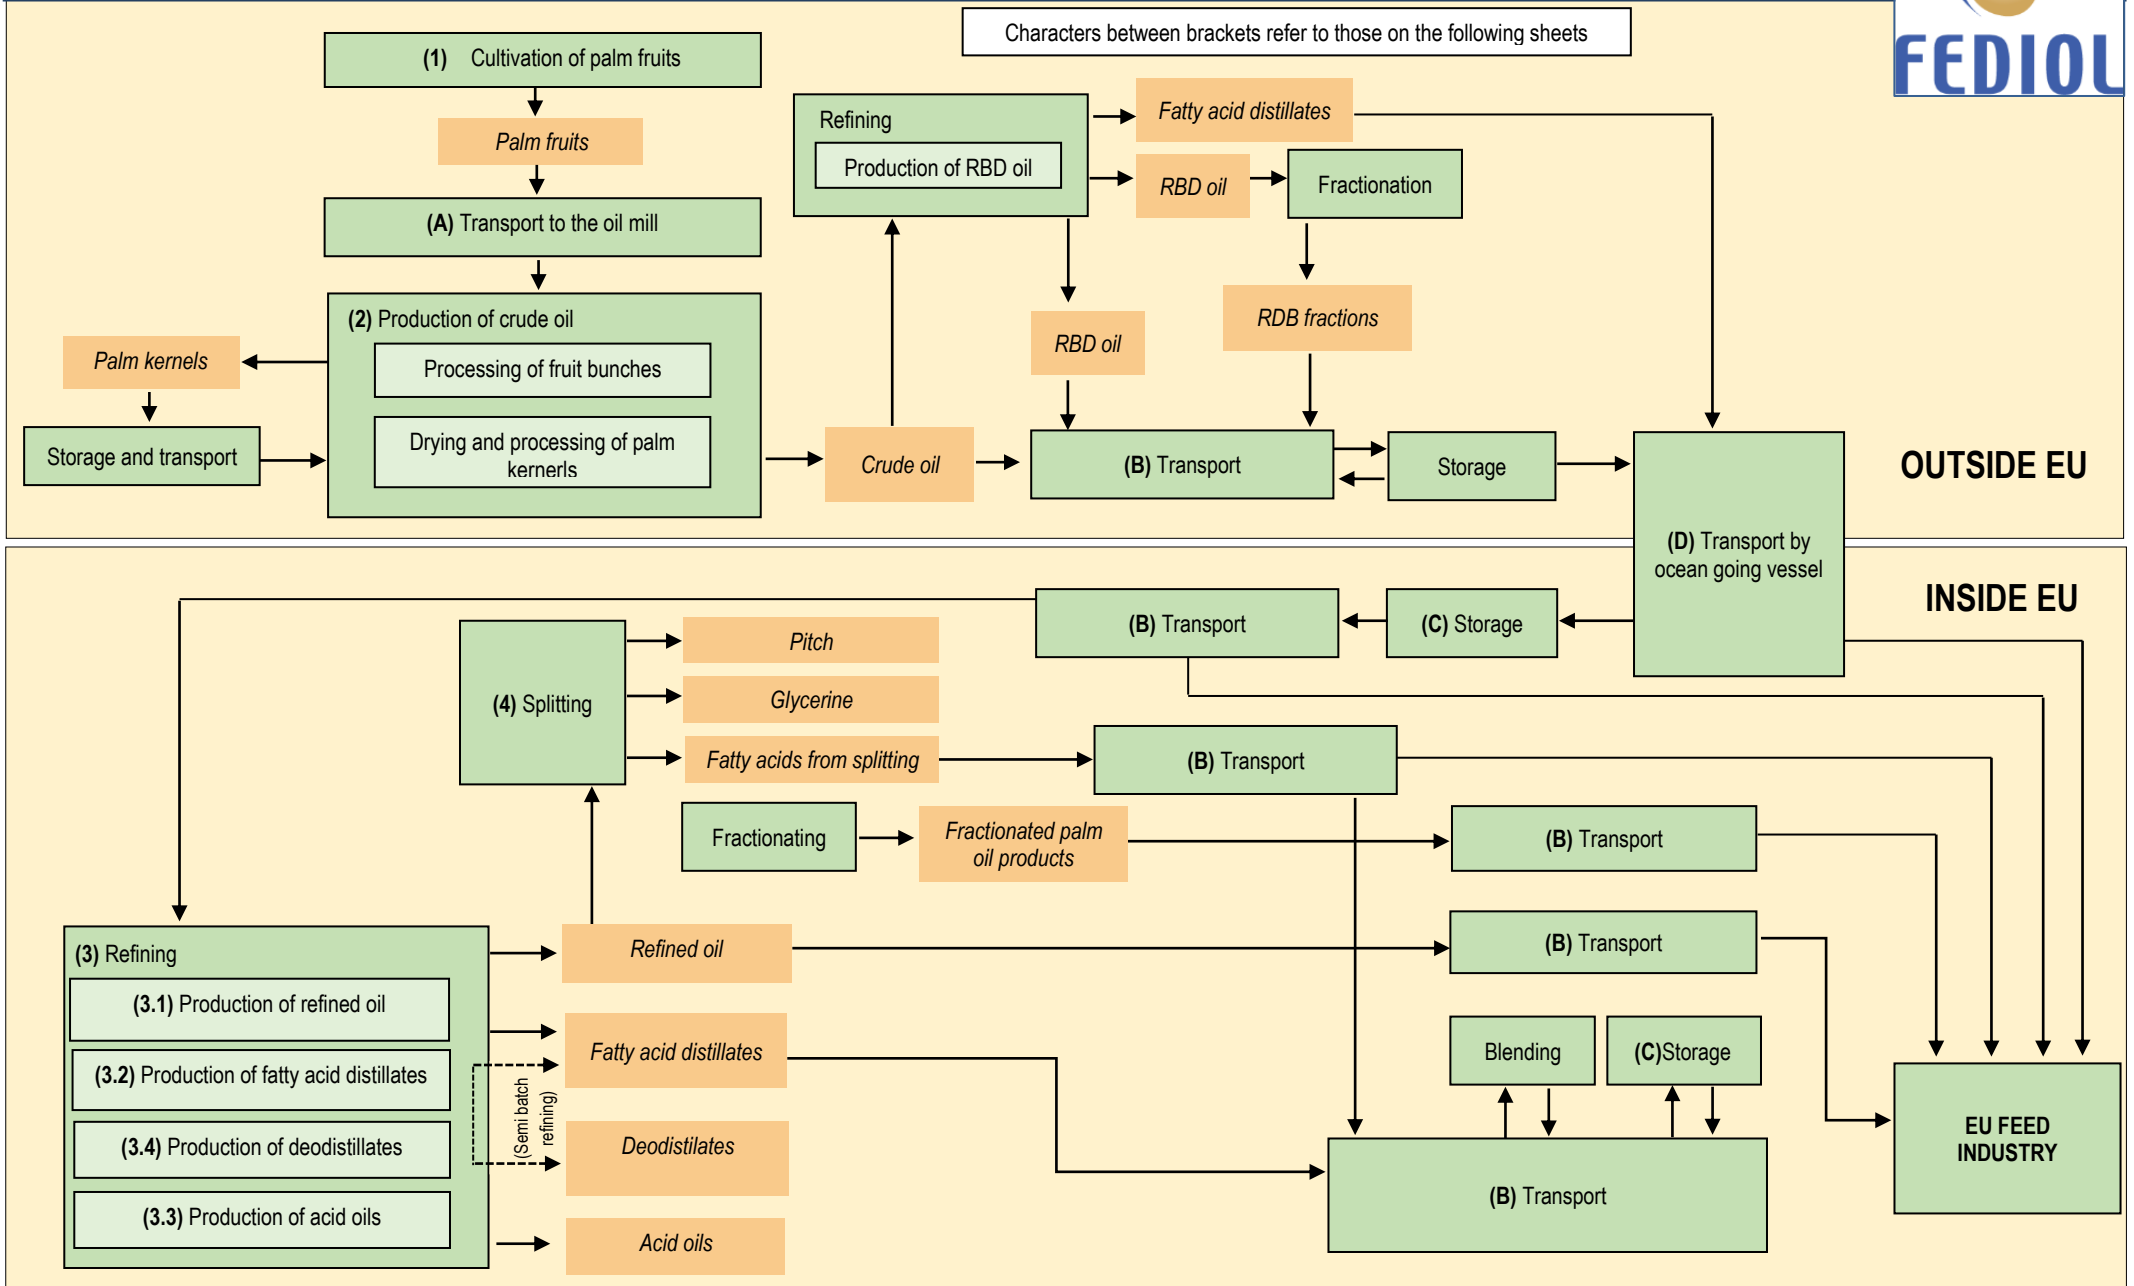 Characters between brackets refer to those on the following sheets
FEDIOL
(1) Cultivation of palm fruits
Palm fruits
(A) Transport to the oil mill
(2) Production of crude oil
Processing of fruit bunches
Drying and processing of palm
kernerls
Palm kernels
Storage and transport
Crude oil
Refining
Production of RBD oil
Fatty acid distillates
RBD oil
Fractionation
RBD oil
RDB fractions
(B) Transport
Storage
OUTSIDE EU
(D) Transport by
ocean going vessel
INSIDE EU
(C) Storage
(B) Transport
(4) Splitting
Pitch
Glycerine
Fatty acids from splitting
(B) Transport
Fractionating
Fractionated palm
oil products
(B) Transport
(3) Refining
(3.1) Production of refined oil
(3.2) Production of fatty acid distillates
(3.4) Production of deodistillates
(3.3) Production of acid oils
(Semi batch
refining)
Refined oil
(B) Transport
Fatty acid distillates
Deodistilates
Acid oils
Blending
(C)Storage
(B) Transport
EU FEED
INDUSTRY